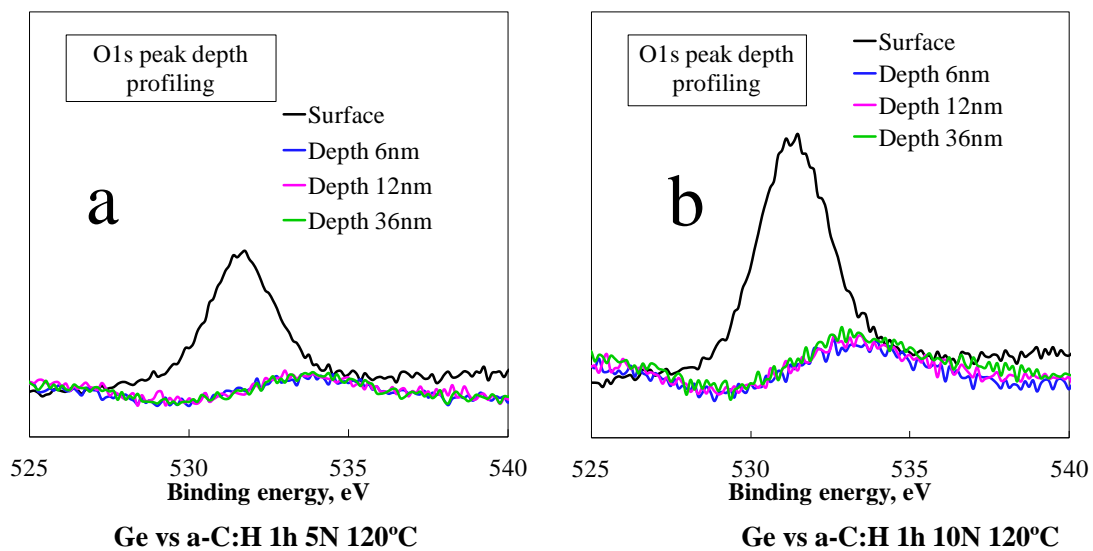 O1s peak depth
profiling
Surface
Depth 6nm
Depth 12nm
Depth 36nm
a
525 530 535 540
Binding energy, eV
Ge vs a-C:H 1h 5N 120ºC
O1s peak depth
profiling
Surface
Depth 6nm
Depth 12nm
Depth 36nm
b
525 530 535 540
Binding energy, eV
Ge vs a-C:H 1h 10N 120ºC